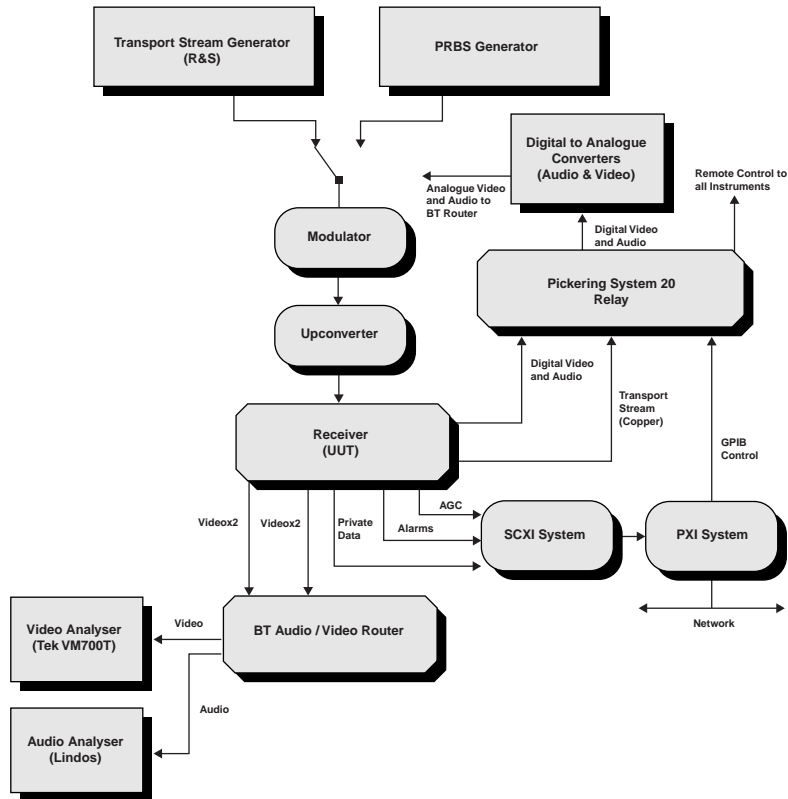 Transport Stream Generator
(R&S)
PRBS Generator
Digital to Analogue
Converters
(Audio & Video)
Remote Control to
all Instruments
Analogue Video
and Audio to
BT Router
Digital Video
and Audio
Modulator
Pickering System 20
Relay
Upconverter
Digital Video
and Audio
Transport
Stream
(Copper)
Receiver
(UUT)
GPIB
Control
AGC
Videox2
Videox2
Private
Data
Alarms
SCXI System
PXI System
Network
BT Audio / Video Router
Video
Video Analyser
(Tek VM700T)
Audio
Audio Analyser
(Lindos)